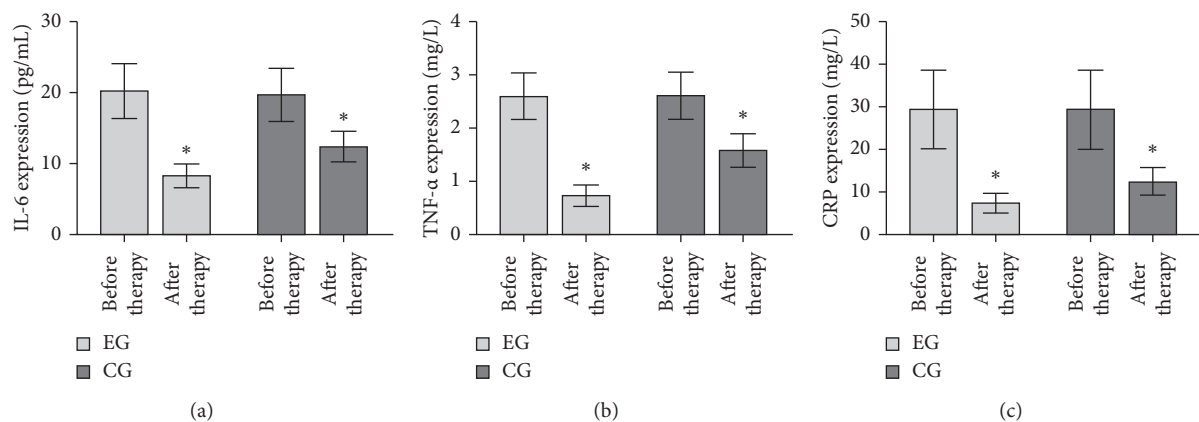 IL-6 expression (pg/mL)
30
20
10
0
*
*
Before
therapy
After
therapy
Before
therapy
After
therapy
EG
CG
(a)
TNF-α expression (mg/L)
4
3
2
1
0
*
*
Before
therapy
After
therapy
Before
therapy
After
therapy
EG
CG
(b)
CRP expression (mg/L)
50
40
30
20
10
0
*
*
Before
therapy
After
therapy
Before
therapy
After
therapy
EG
CG
(c)